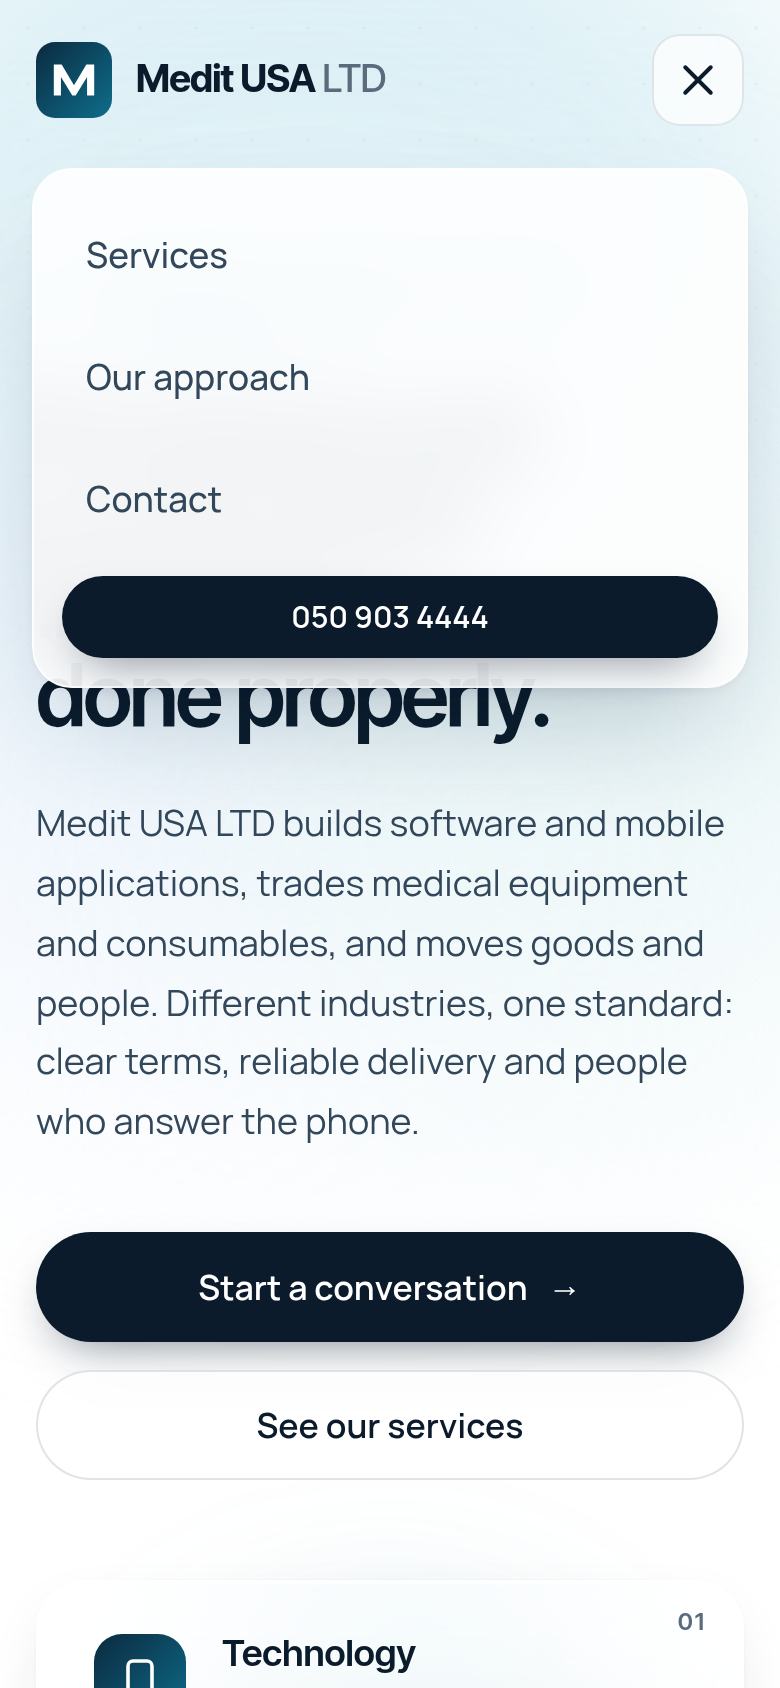 M
Medit USA LTD
Services
Our approach
Contact
050 903 4444
done properly.
Medit USA LTD builds software and mobile
applications, trades medical equipment
and consumables, and moves goods and
people. Different industries, one standard:
clear terms, reliable delivery and people
who answer the phone.
Start a conversation →
See our services
01
Technology